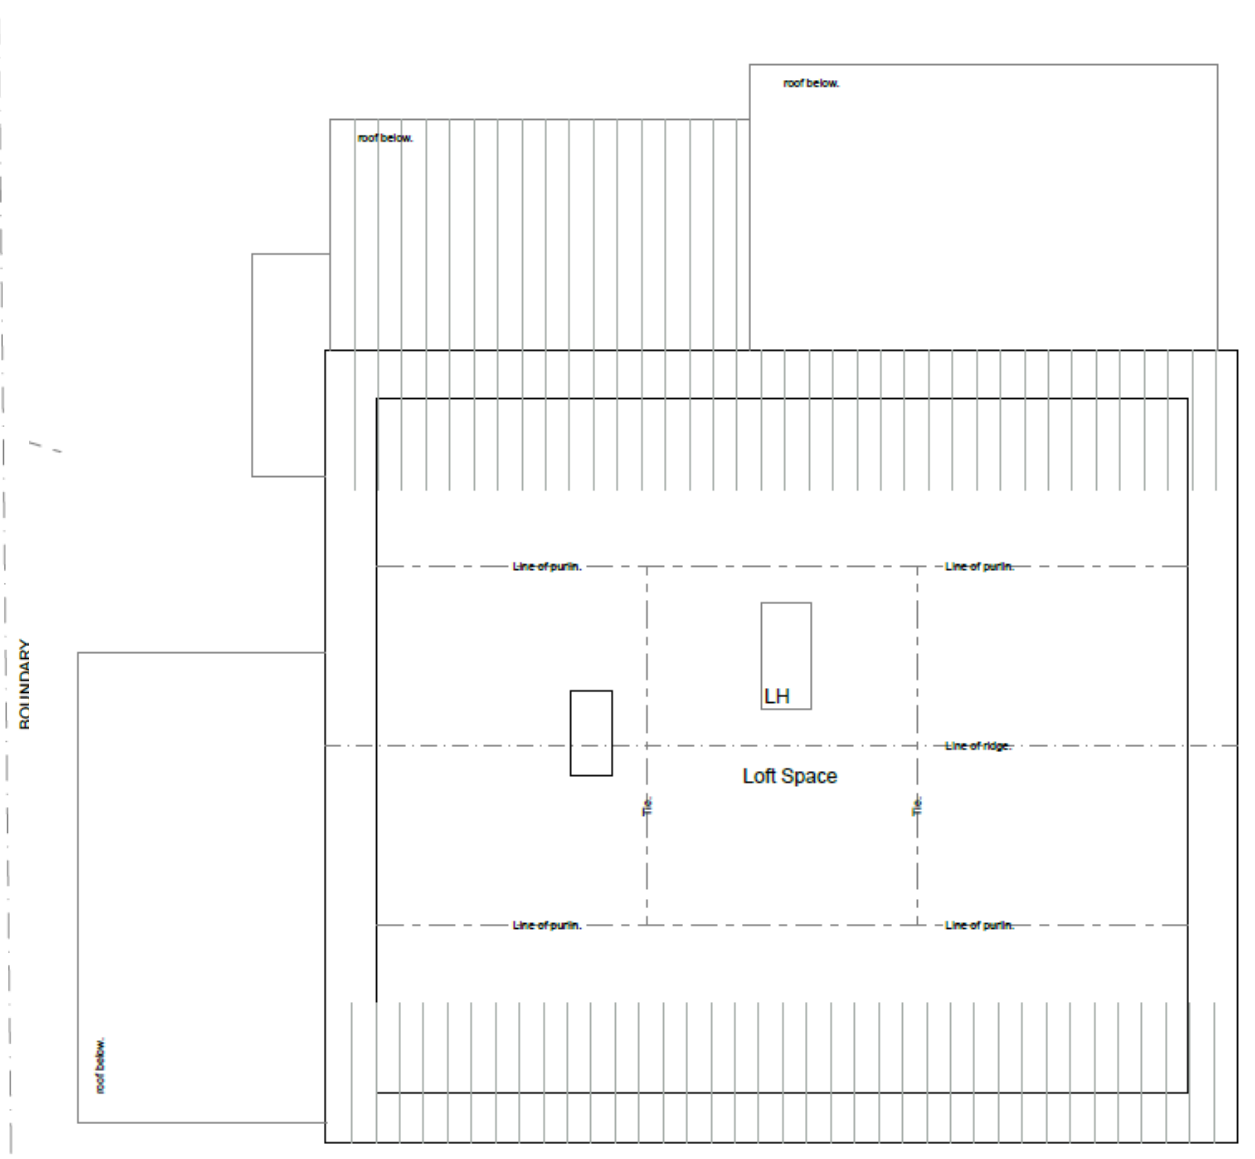 roof below.
roof below.
Line of purlin.
Line of purlin.
BOUNDARY
LH
Line of ridge.
Loft Space
Tie.
Tie.
Line of purlin.
Line of purlin.
roof below.